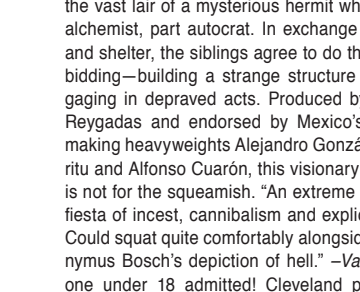 the vast lair of a mysterious hermit wh
alchemist, part autocrat. In exchange
and shelter, the siblings agree to do th
bidding—building a strange structure
gaging in depraved acts. Produced by
Reygadas and endorsed by Mexico's
making heavyweights Alejandro Gonzá
ritu and Alfonso Cuarón, this visionary
is not for the squeamish. “An extreme
fiesta of incest, cannibalism and explic
Could squat quite comfortably alongsid
nymus Bosch's depiction of hell.” –Va
one under 18 admitted! Cleveland p